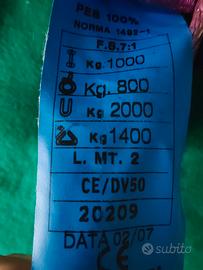 PES 100%
NORMA 1492-1
F.S.7:1
Kg.1000
Kg. 800
Kg 2000
Kg 1400
L. MT. 2
CE/DV50
20209
DATA 02/07
CE
subito